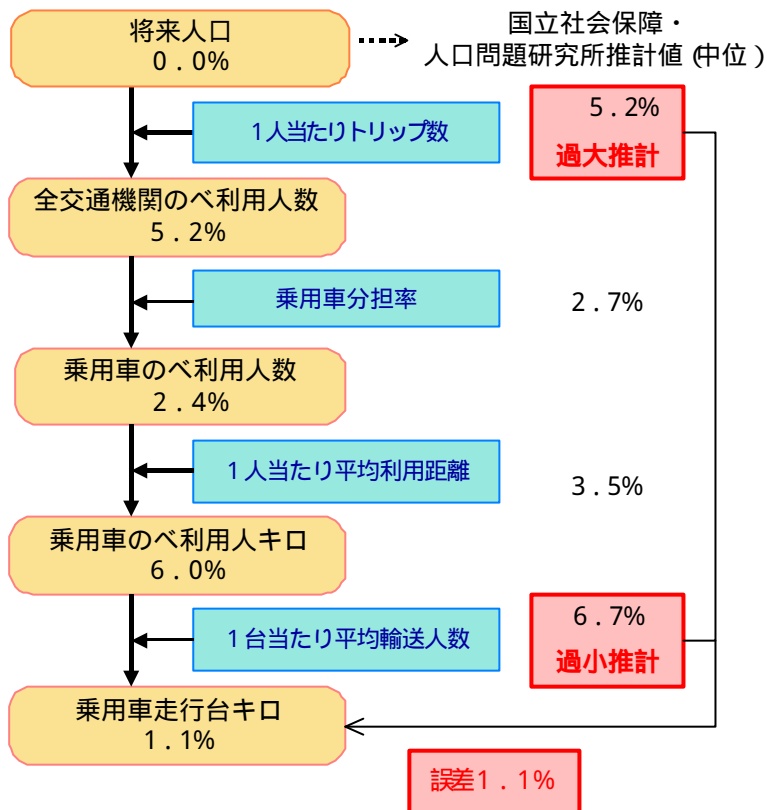 将来人口
0.0%
国立社会保障・
人口問題研究所推計値(中位)
1人当たりトリップ数
5.2%
過大推計
全交通機関のべ利用人数
5.2%
乗用車分担率
2.7%
乗用車のべ利用人数
2.4%
1人当たり平均利用距離
3.5%
乗用車のべ利用人キロ
6.0%
1台当たり平均輸送人数
6.7%
過小推計
乗用車走行台キロ
1.1%
誤差1.1%